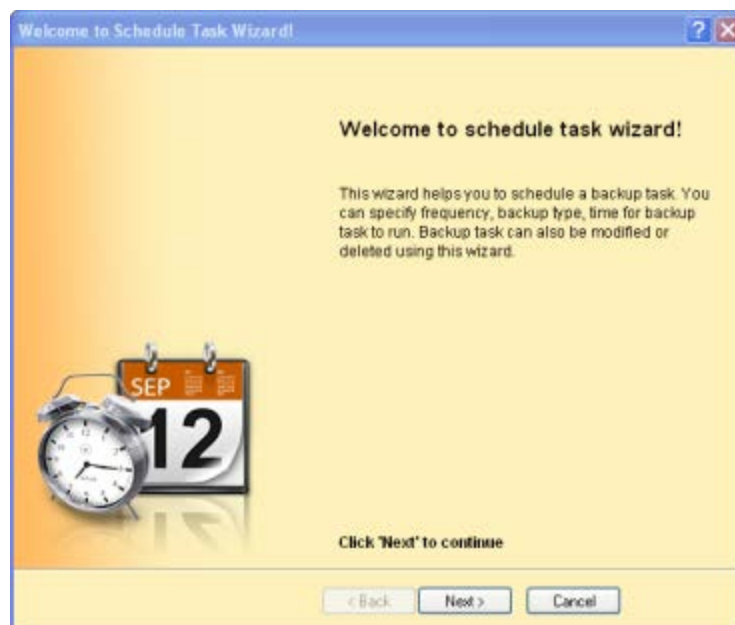 Welcome to Schedule Task Wizard!
Welcome to schedule task wizard!
This wizard helps you to schedule a backup task. You
can specify frequency, backup type, time for backup
task to run. Backup task can also be modified or
deleted using this wizard.
SEP
12
Click 'Next' to continue
< Back
Next >
Cancel